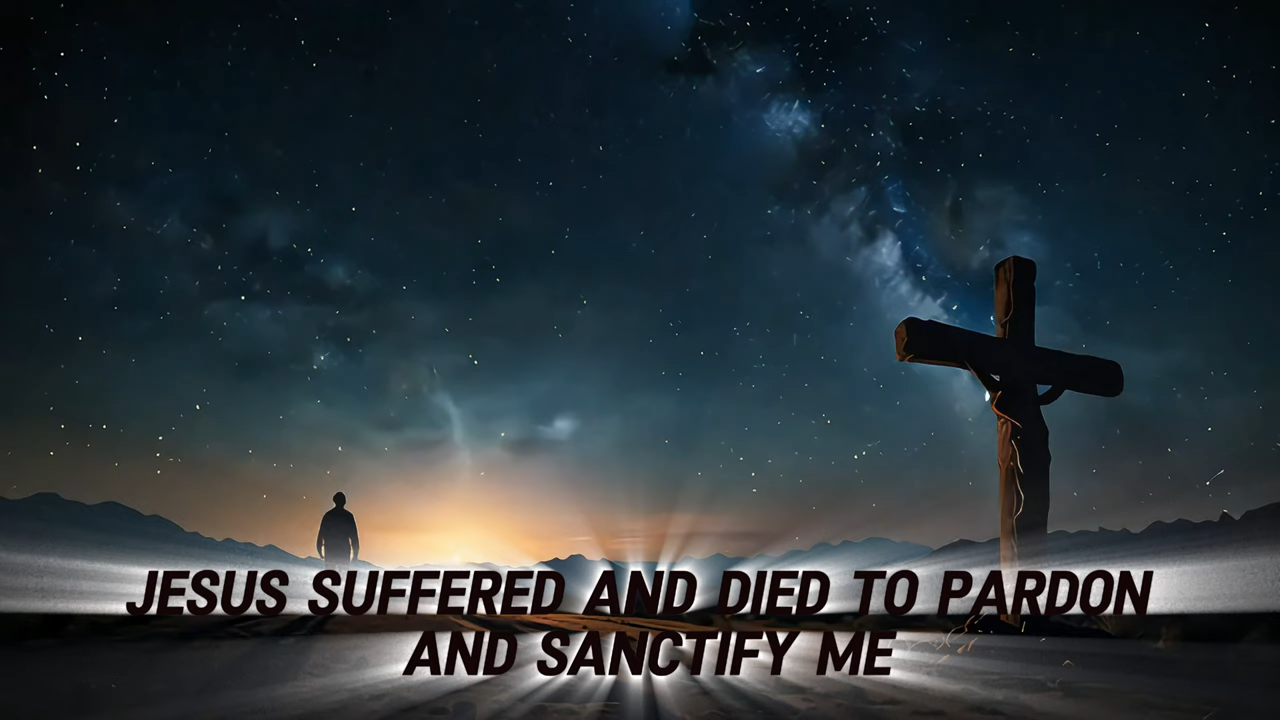 JESUS SUFFERED AND DIED TO PARDON
AND SANCTIFY ME